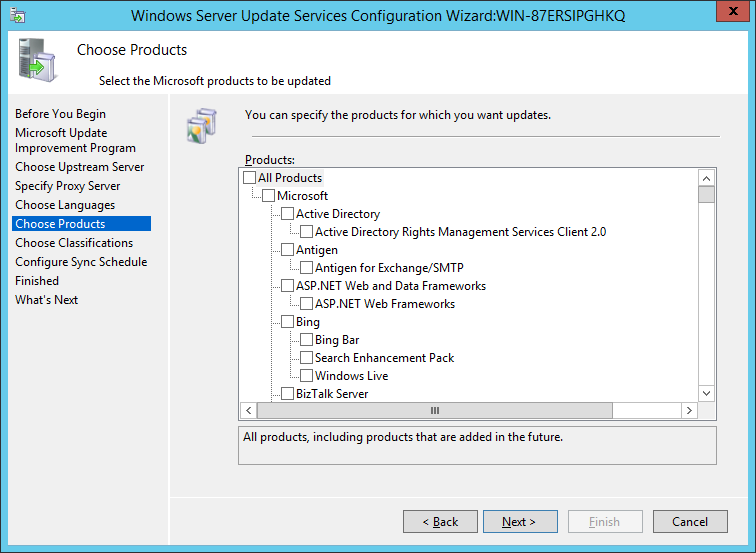 Windows Server Update Services Configuration Wizard:WIN-87ERSIPGHKQ
x
Choose Products
Select the Microsoft products to be updated
Before You Begin
Microsoft Update
Improvement Program
Choose Upstream Server
Specify Proxy Server
Choose Languages
Choose Products
Choose Classifications
Configure Sync Schedule
Finished
What's Next
You can specify the products for which you want updates.
Products:
All Products
Microsoft
Active Directory
Active Directory Rights Management Services Client 2.0
Antigen
Antigen for Exchange/SMTP
ASP.NET Web and Data Frameworks
ASP.NET Web Frameworks
Bing
Bing Bar
Search Enhancement Pack
Windows Live
BizTalk Server
All products, including products that are added in the future.
< Back
Next >
Finish
Cancel